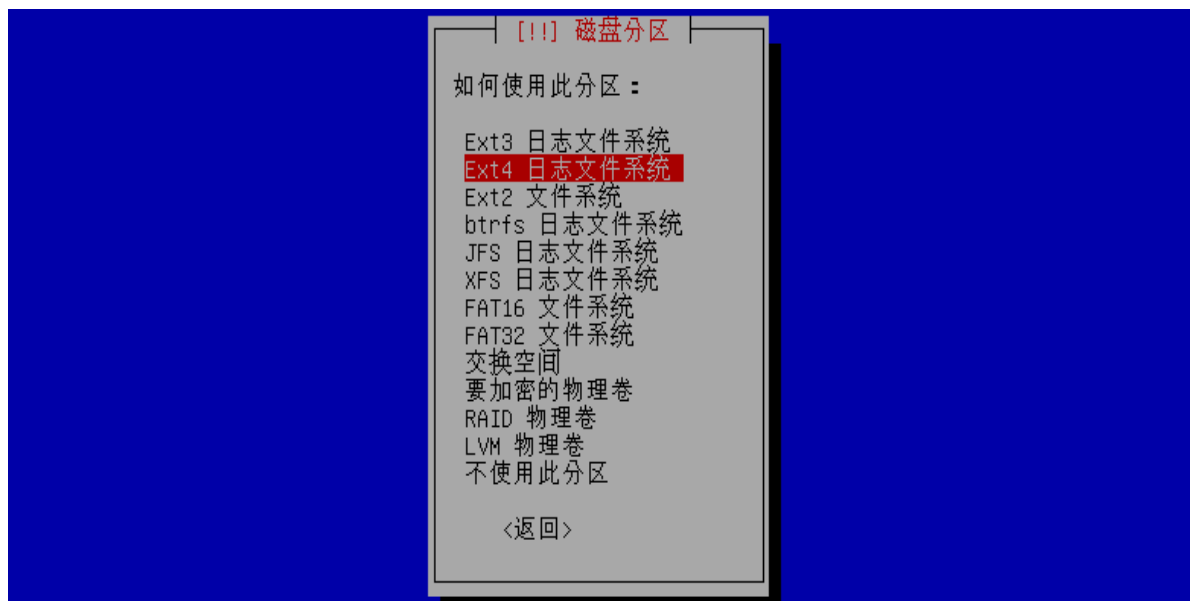 [!!] 磁盘分区
如何使用此分区：
Ext3 日志文件系统
Ext4 日志文件系统
Ext2 文件系统
btrfs 日志文件系统
JFS 日志文件系统
XFS 日志文件系统
FAT16 文件系统
FAT32 文件系统
交换空间
要加密的物理卷
RAID 物理卷
LVM 物理卷
不使用此分区
<返回>